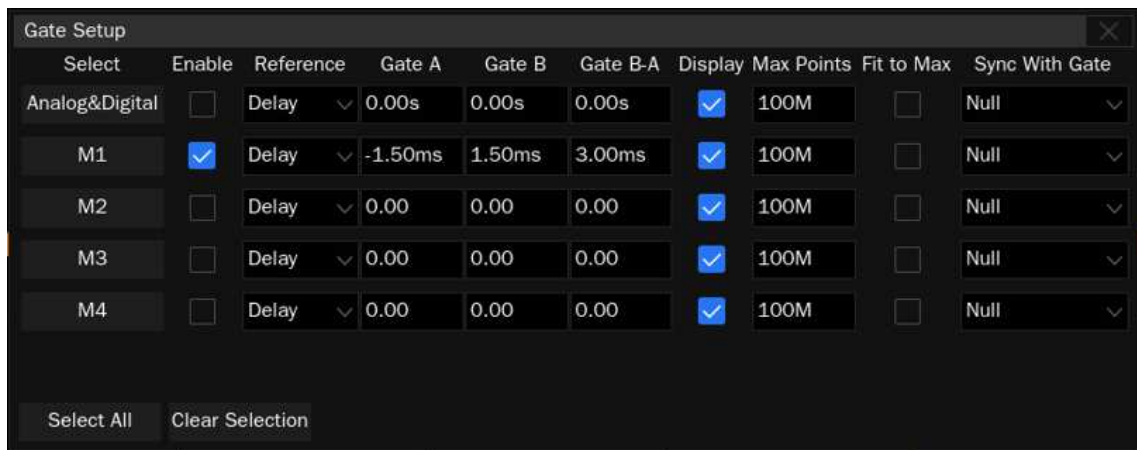 Gate Setup
Select Enable Reference Gate A Gate B Gate B-A Display Max Points Fit to Max Sync With Gate
Analog&Digital Delay 0.00s 0.00s 0.00s 100M Null
M1 Delay -1.50ms 1.50ms 3.00ms 100M Null
M2 Delay 0.00 0.00 0.00 100M Null
M3 Delay 0.00 0.00 0.00 100M Null
M4 Delay 0.00 0.00 0.00 100M Null
Select All Clear Selection